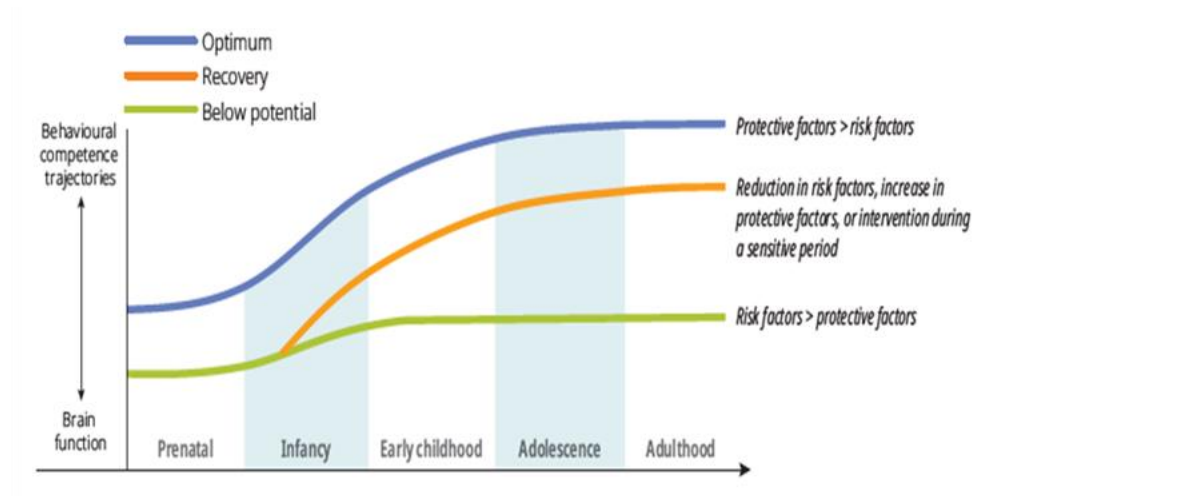 Optimum
Recovery
Below potential
Behavioural
competence
trajectories
Brain
function
Protective factors > risk factors
Reduction in risk factors, increase in
protective factors, or intervention during
a sensitive period
Risk factors > protective factors
Prenatal
Infancy
Early childhood
Adolescence
Adulthood